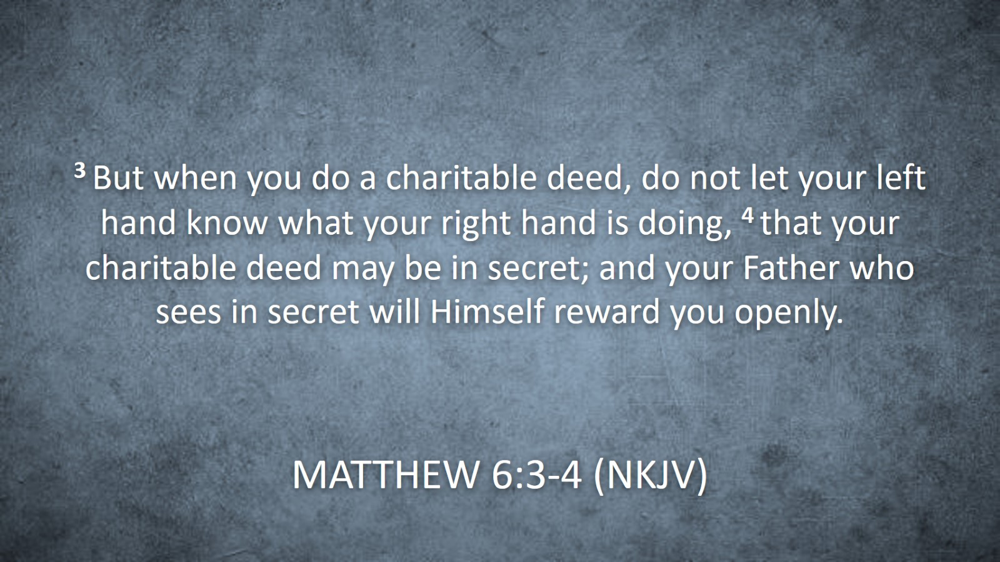 3 But when you do a charitable deed, do not let your left
hand know what your right hand is doing, 4 that your
charitable deed may be in secret; and your Father who
sees in secret will Himself reward you openly.
MATTHEW 6:3-4 (NKJV)